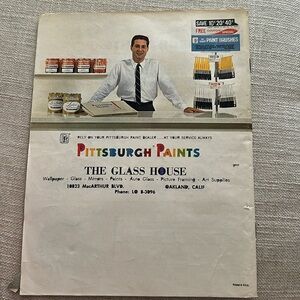 SAVE 10¢ 20¢ 40¢
FREE
PAINT BRUSHES
RELY ON YOUR PITTSBURGH PAINT DEALER . . . AT YOUR SERVICE ALWAYS
PITTSBURGH PAINTS
THE GLASS HOUSE
Wallpaper - Glass - Mirrors - Paints - Auto Glass - Picture Framing - Art Supplies
10823 MacARTHUR BLVD. OAKLAND, CALIF
Phone: LO 8-5096